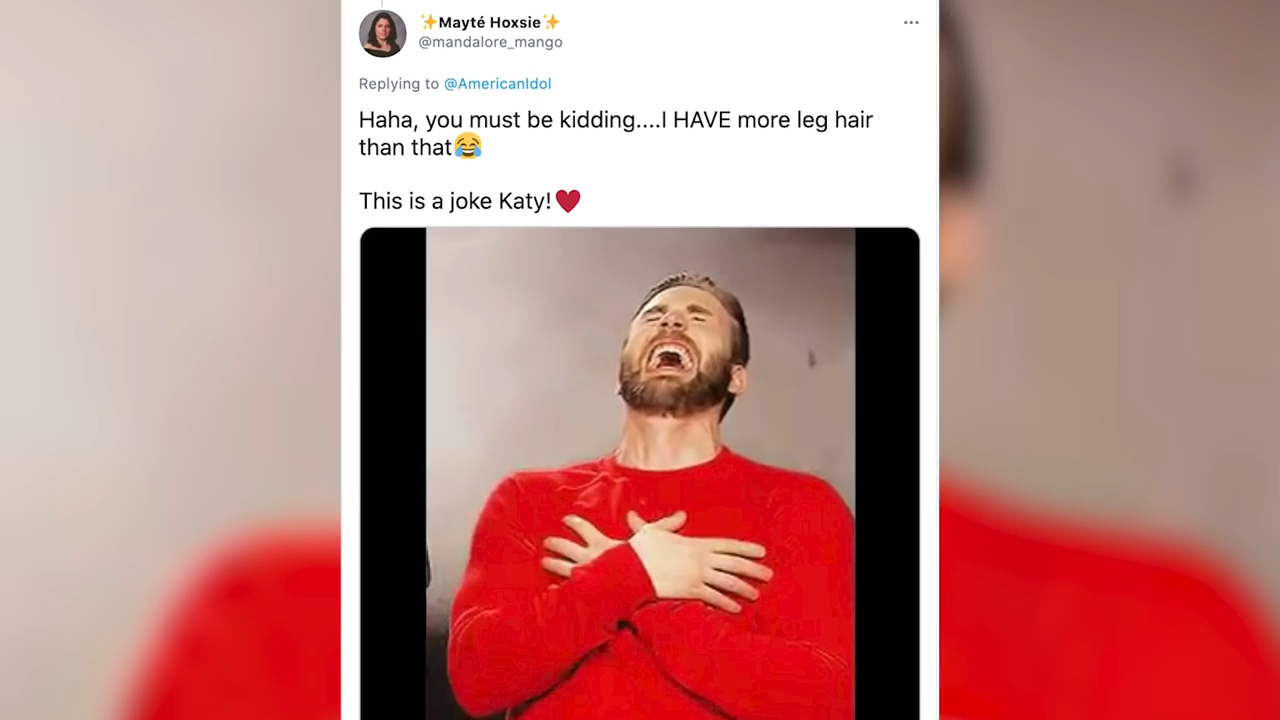 ✨Mayté Hoxsie✨
@mandalore_mango
Replying to @AmericanIdol
Haha, you must be kidding....I HAVE more leg hair
than that😂
This is a joke Katy!♥️